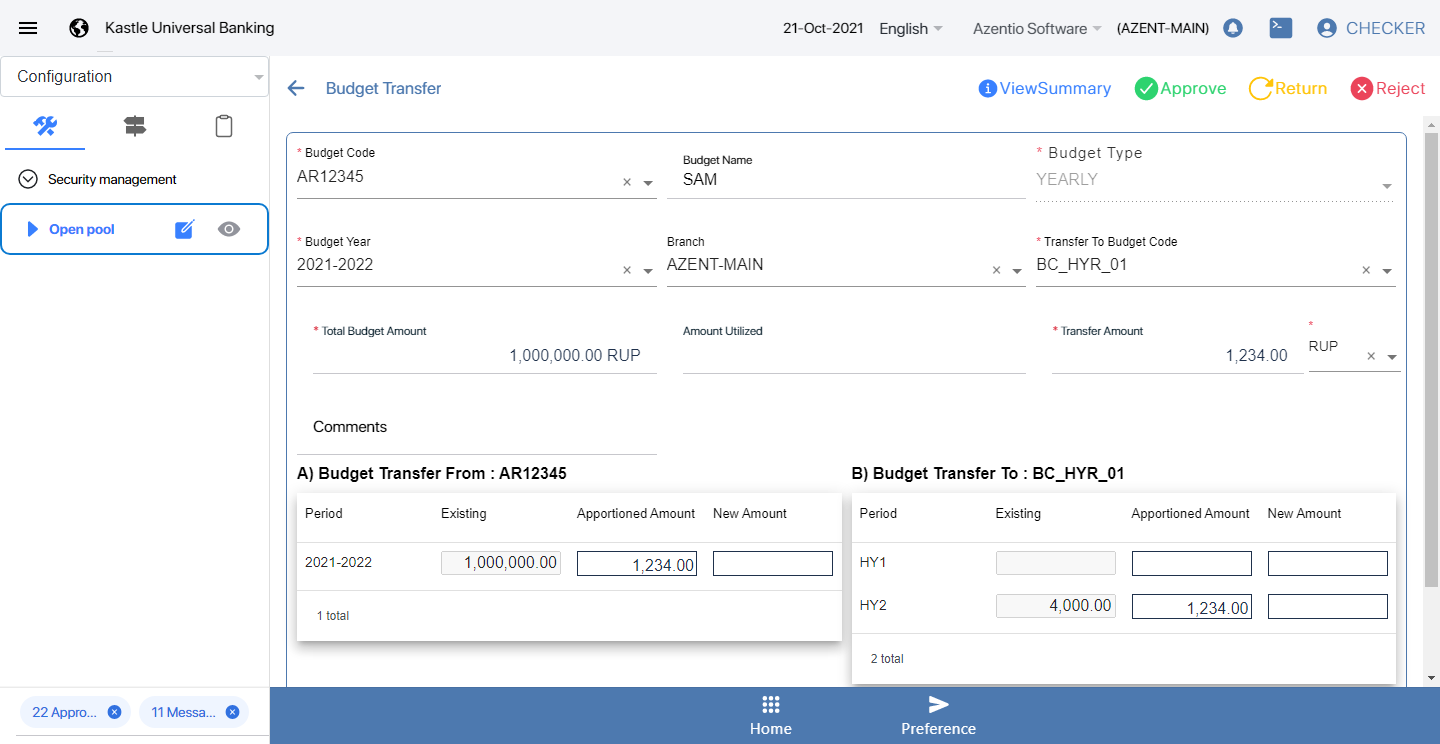 Kastle Universal Banking
21-Oct-2021 English Azentio Software (AZENT-MAIN) CHECKER
Configuration
Budget Transfer
ViewSummary Approve Return Reject
Security management
Open pool
* Budget Code
AR12345
Budget Name
SAM
* Budget Type
YEARLY
* Budget Year
2021-2022
Branch
AZENT-MAIN
* Transfer To Budget Code
BC_HYR_01
* Total Budget Amount
1,000,000.00 RUP
Amount Utilized
* Transfer Amount
1,234.00
*
RUP
Comments
A) Budget Transfer From : AR12345
Period Existing Apportioned Amount New Amount
2021-2022 1,000,000.00 1,234.00
1 total
B) Budget Transfer To : BC_HYR_01
Period Existing Apportioned Amount New Amount
HY1
HY2 4,000.00 1,234.00
2 total
22 Appro... 11 Messa...
Home Preference